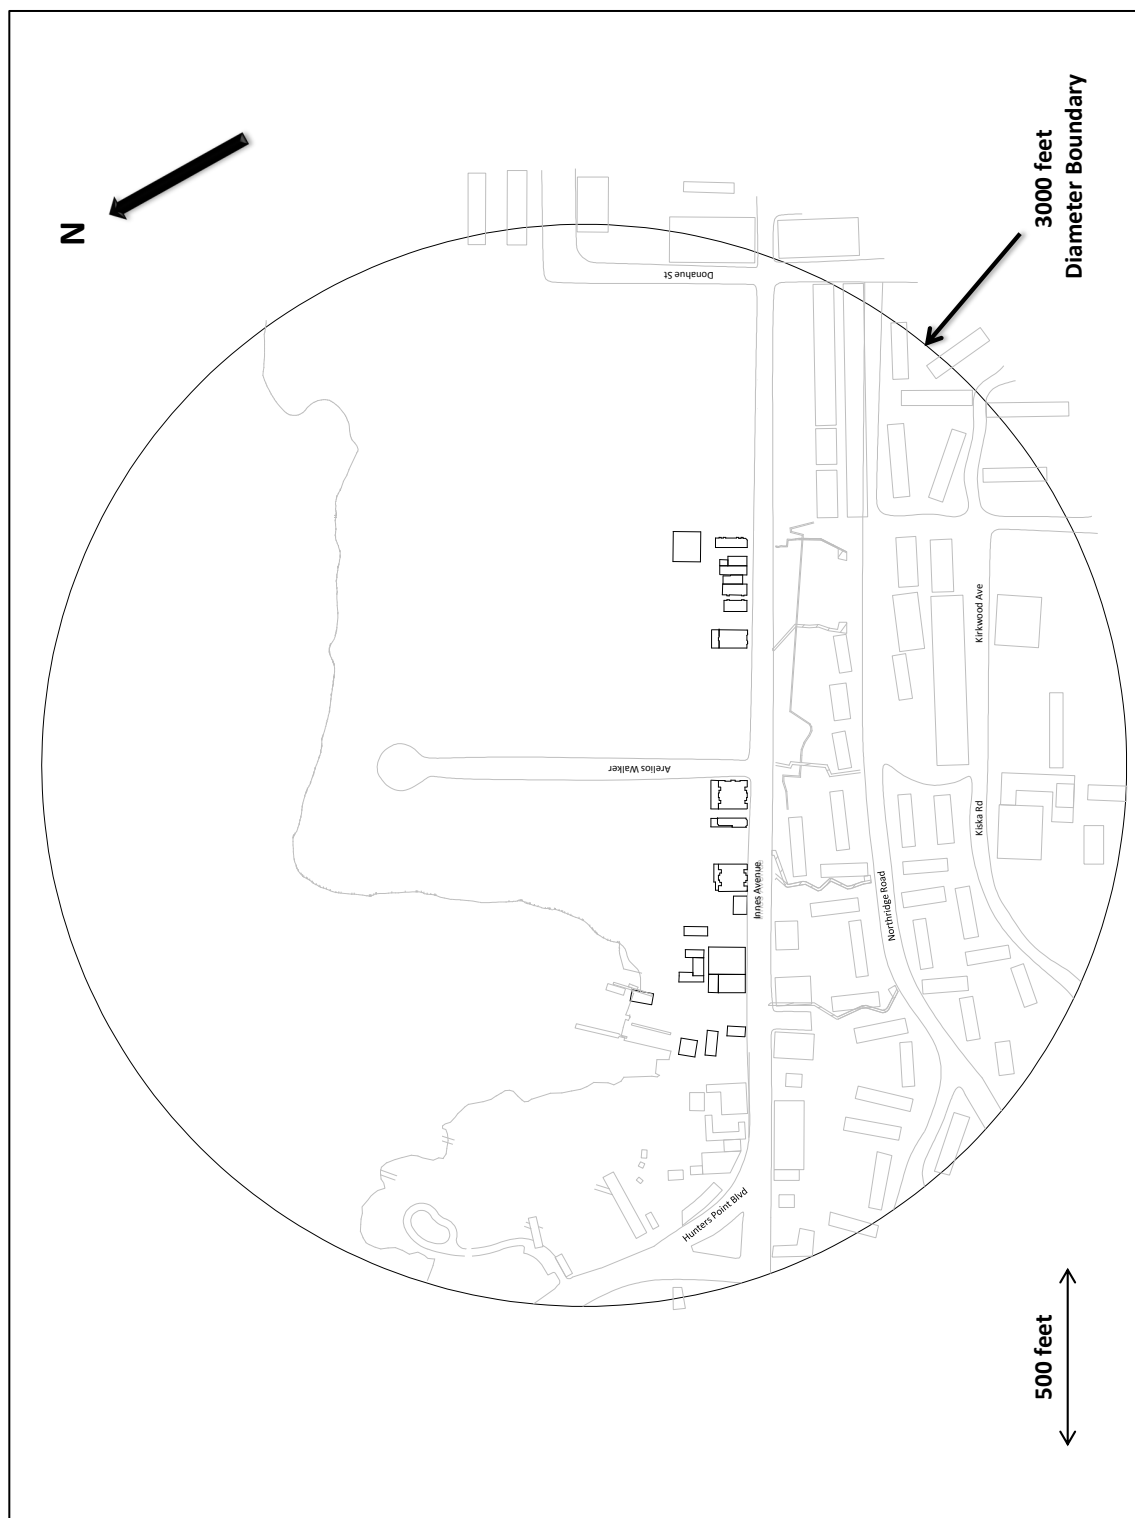 N
3000 feet
Diameter Boundary
Donahue St
Arelios Walker
Kirkwood Ave
Kiska Rd
Innes Avenue
Northridge Road
Hunters Point Blvd
500 feet